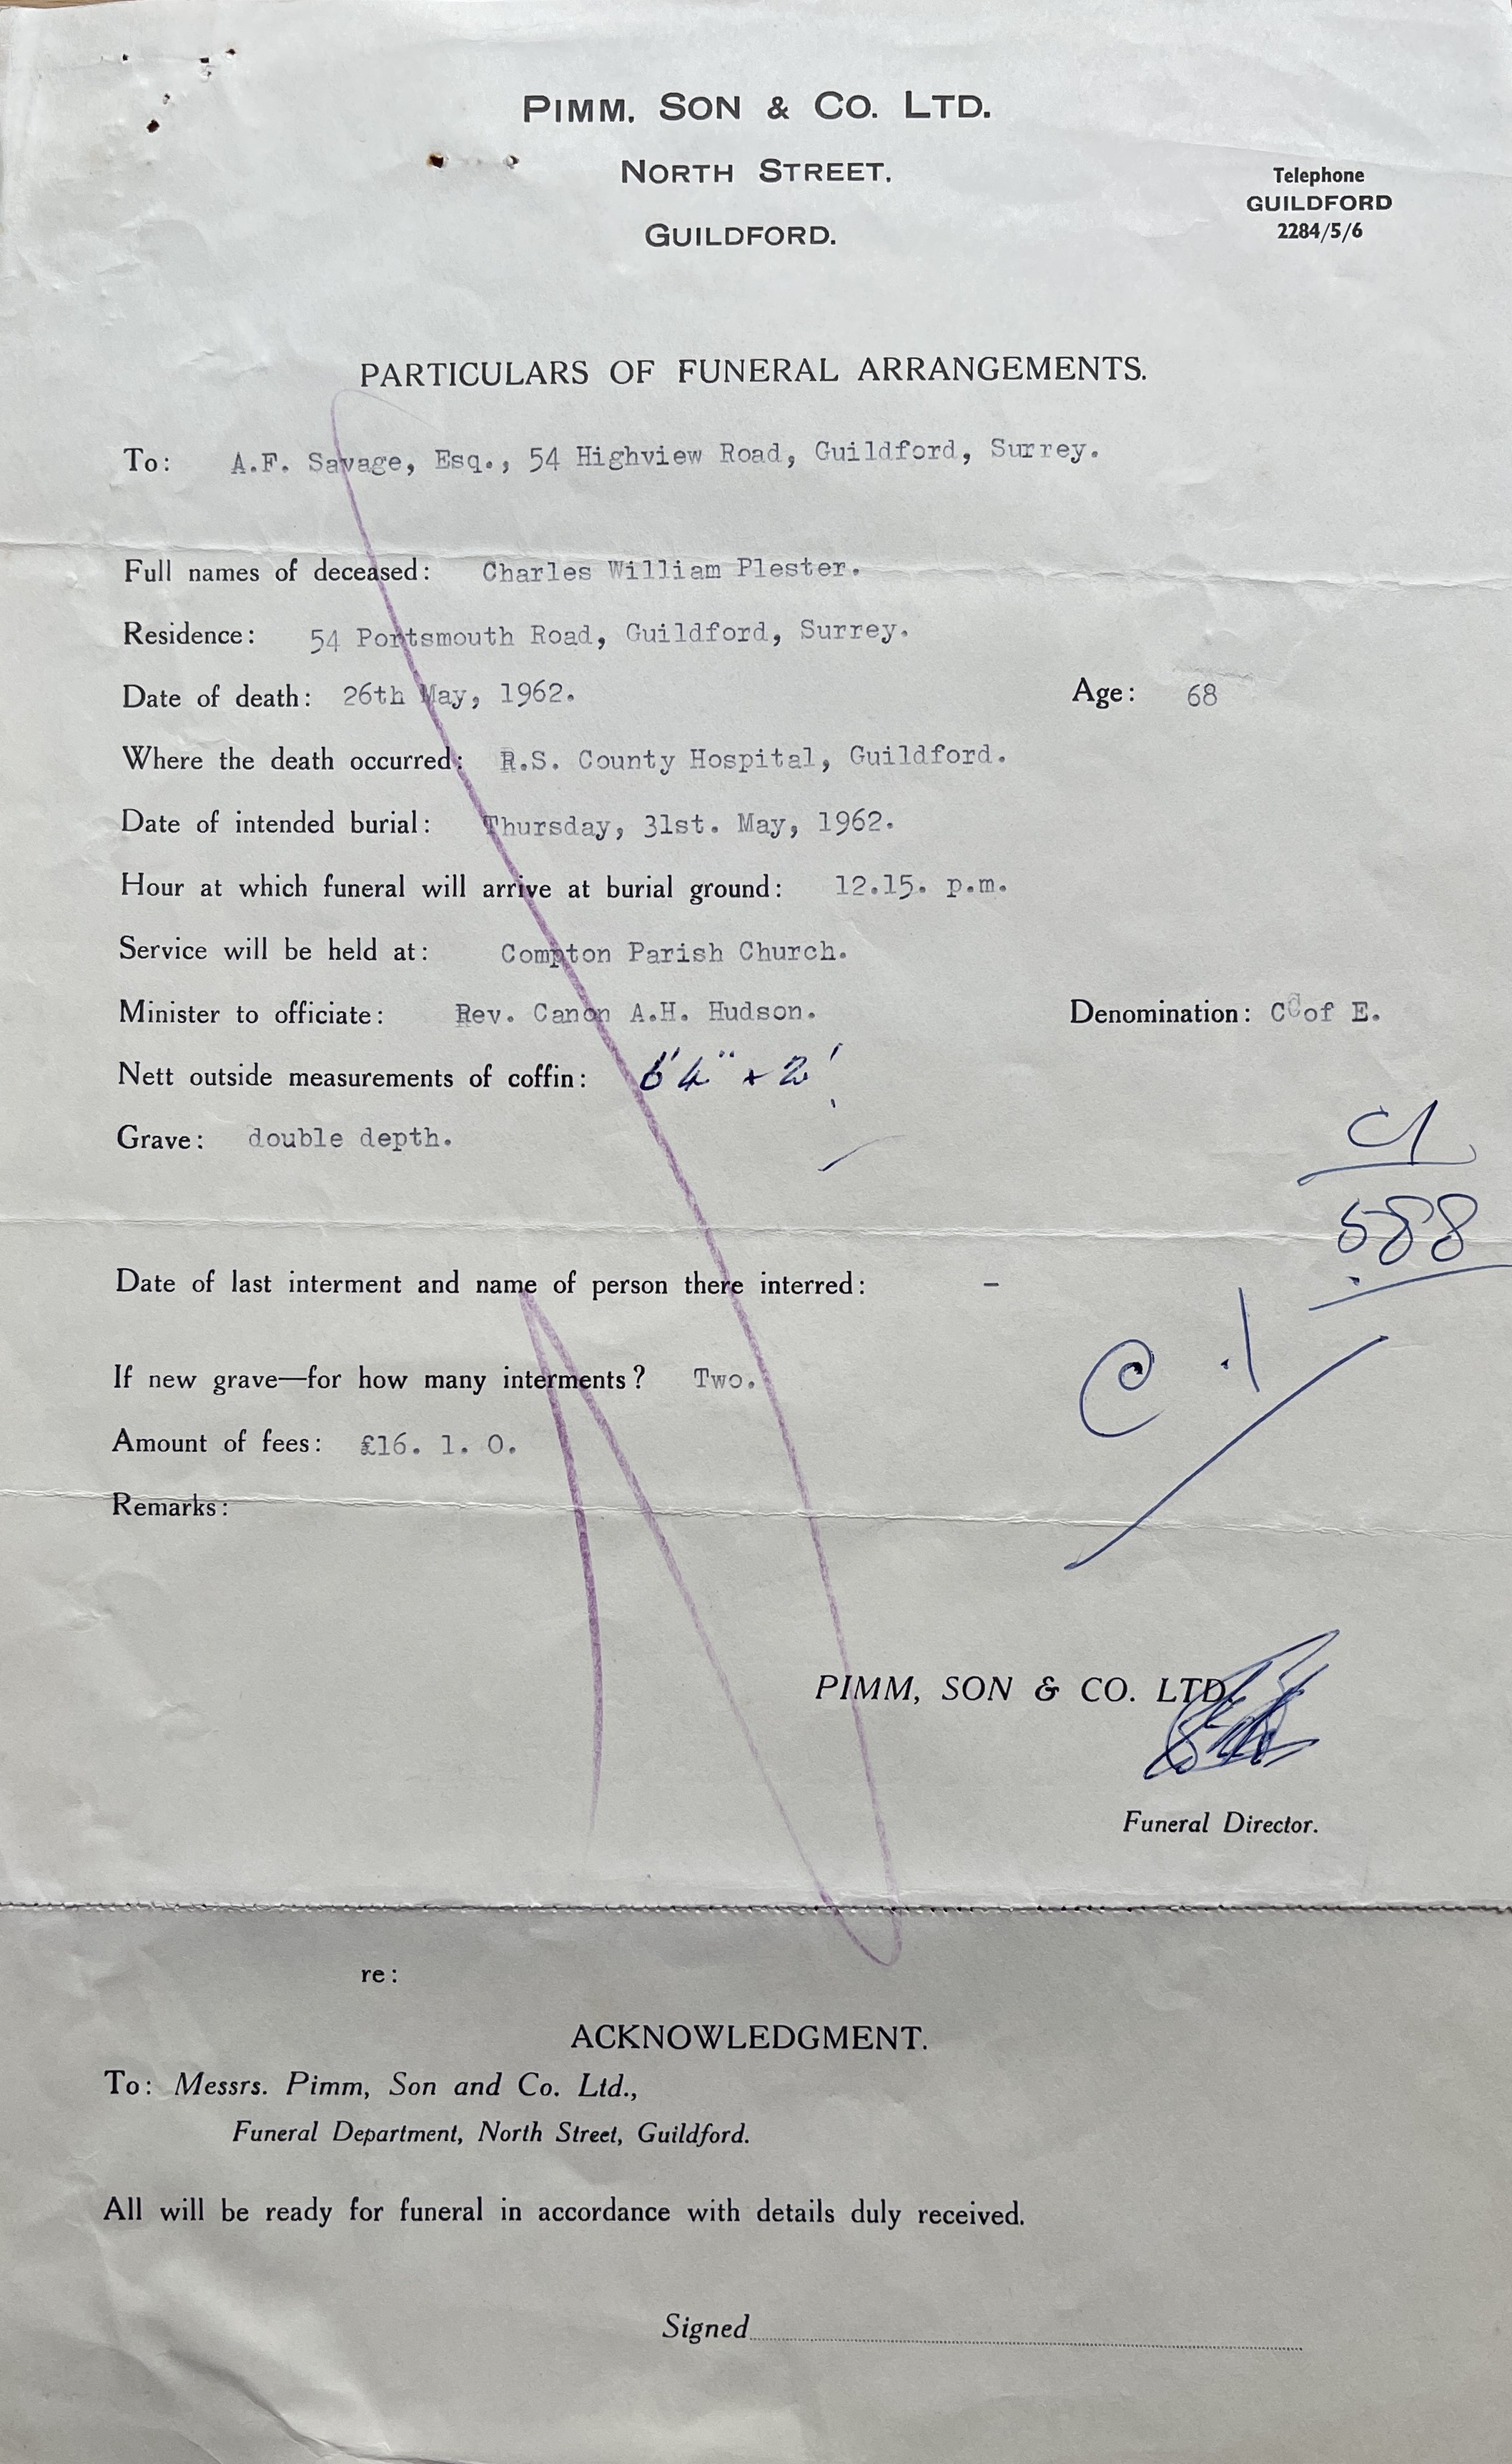 PIMM, SON & CO. LTD.
NORTH STREET,
GUILDFORD.
Telephone
GUILDFORD
2284/5/6
PARTICULARS OF FUNERAL ARRANGEMENTS.
To: A.F. Savage, Esq., 54 Highview Road, Guildford, Surrey.
Full names of deceased: Charles William Plester.
Residence: 54 Portsmouth Road, Guildford, Surrey.
Date of death: 26th May, 1962. Age: 68
Where the death occurred: R.S. County Hospital, Guildford.
Date of intended burial: Thursday, 31st. May, 1962.
Hour at which funeral will arrive at burial ground: 12.15. p.m.
Service will be held at: Compton Parish Church.
Minister to officiate: Rev. Canon A.H. Hudson. Denomination: C of E.
Nett outside measurements of coffin: 6'4" x 2'
Grave: double depth.
588
Date of last interment and name of person there interred: -
If new grave—for how many interments? Two.
Amount of fees: £16. 1. 0.
Remarks:
PIMM, SON & CO. LTD.
Funeral Director.
re:
ACKNOWLEDGMENT.
To: Messrs. Pimm, Son and Co. Ltd.,
Funeral Department, North Street, Guildford.
All will be ready for funeral in accordance with details duly received.
Signed